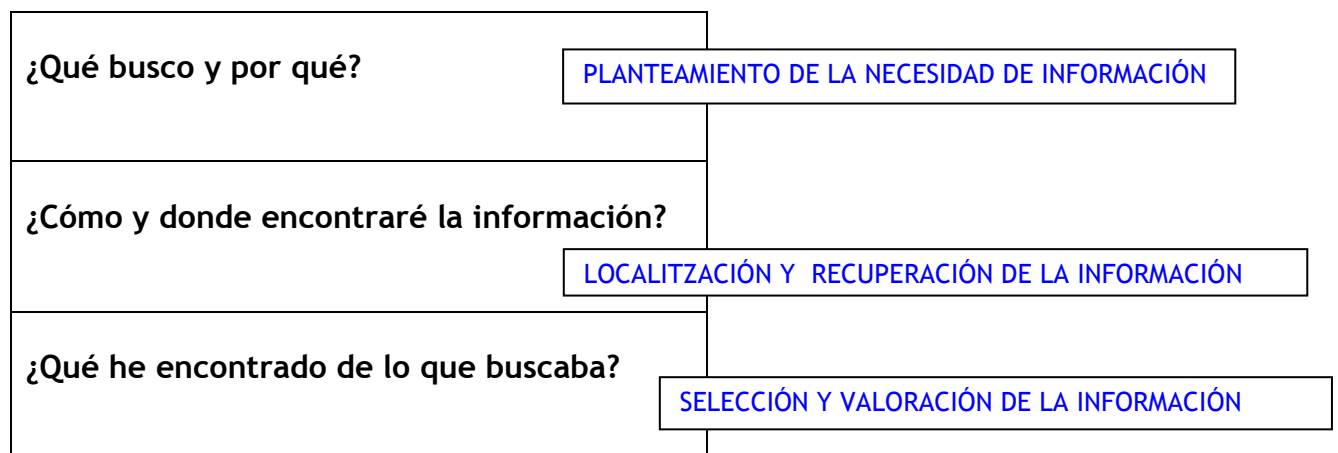 ¿Qué busco y por qué?
PLANTEAMIENTO DE LA NECESIDAD DE INFORMACIÓN
¿Cómo y donde encontraré la información?
LOCALITZACIÓN Y  RECUPERACIÓN DE LA INFORMACIÓN
¿Qué he encontrado de lo que buscaba?
SELECCIÓN Y VALORACIÓN DE LA INFORMACIÓN